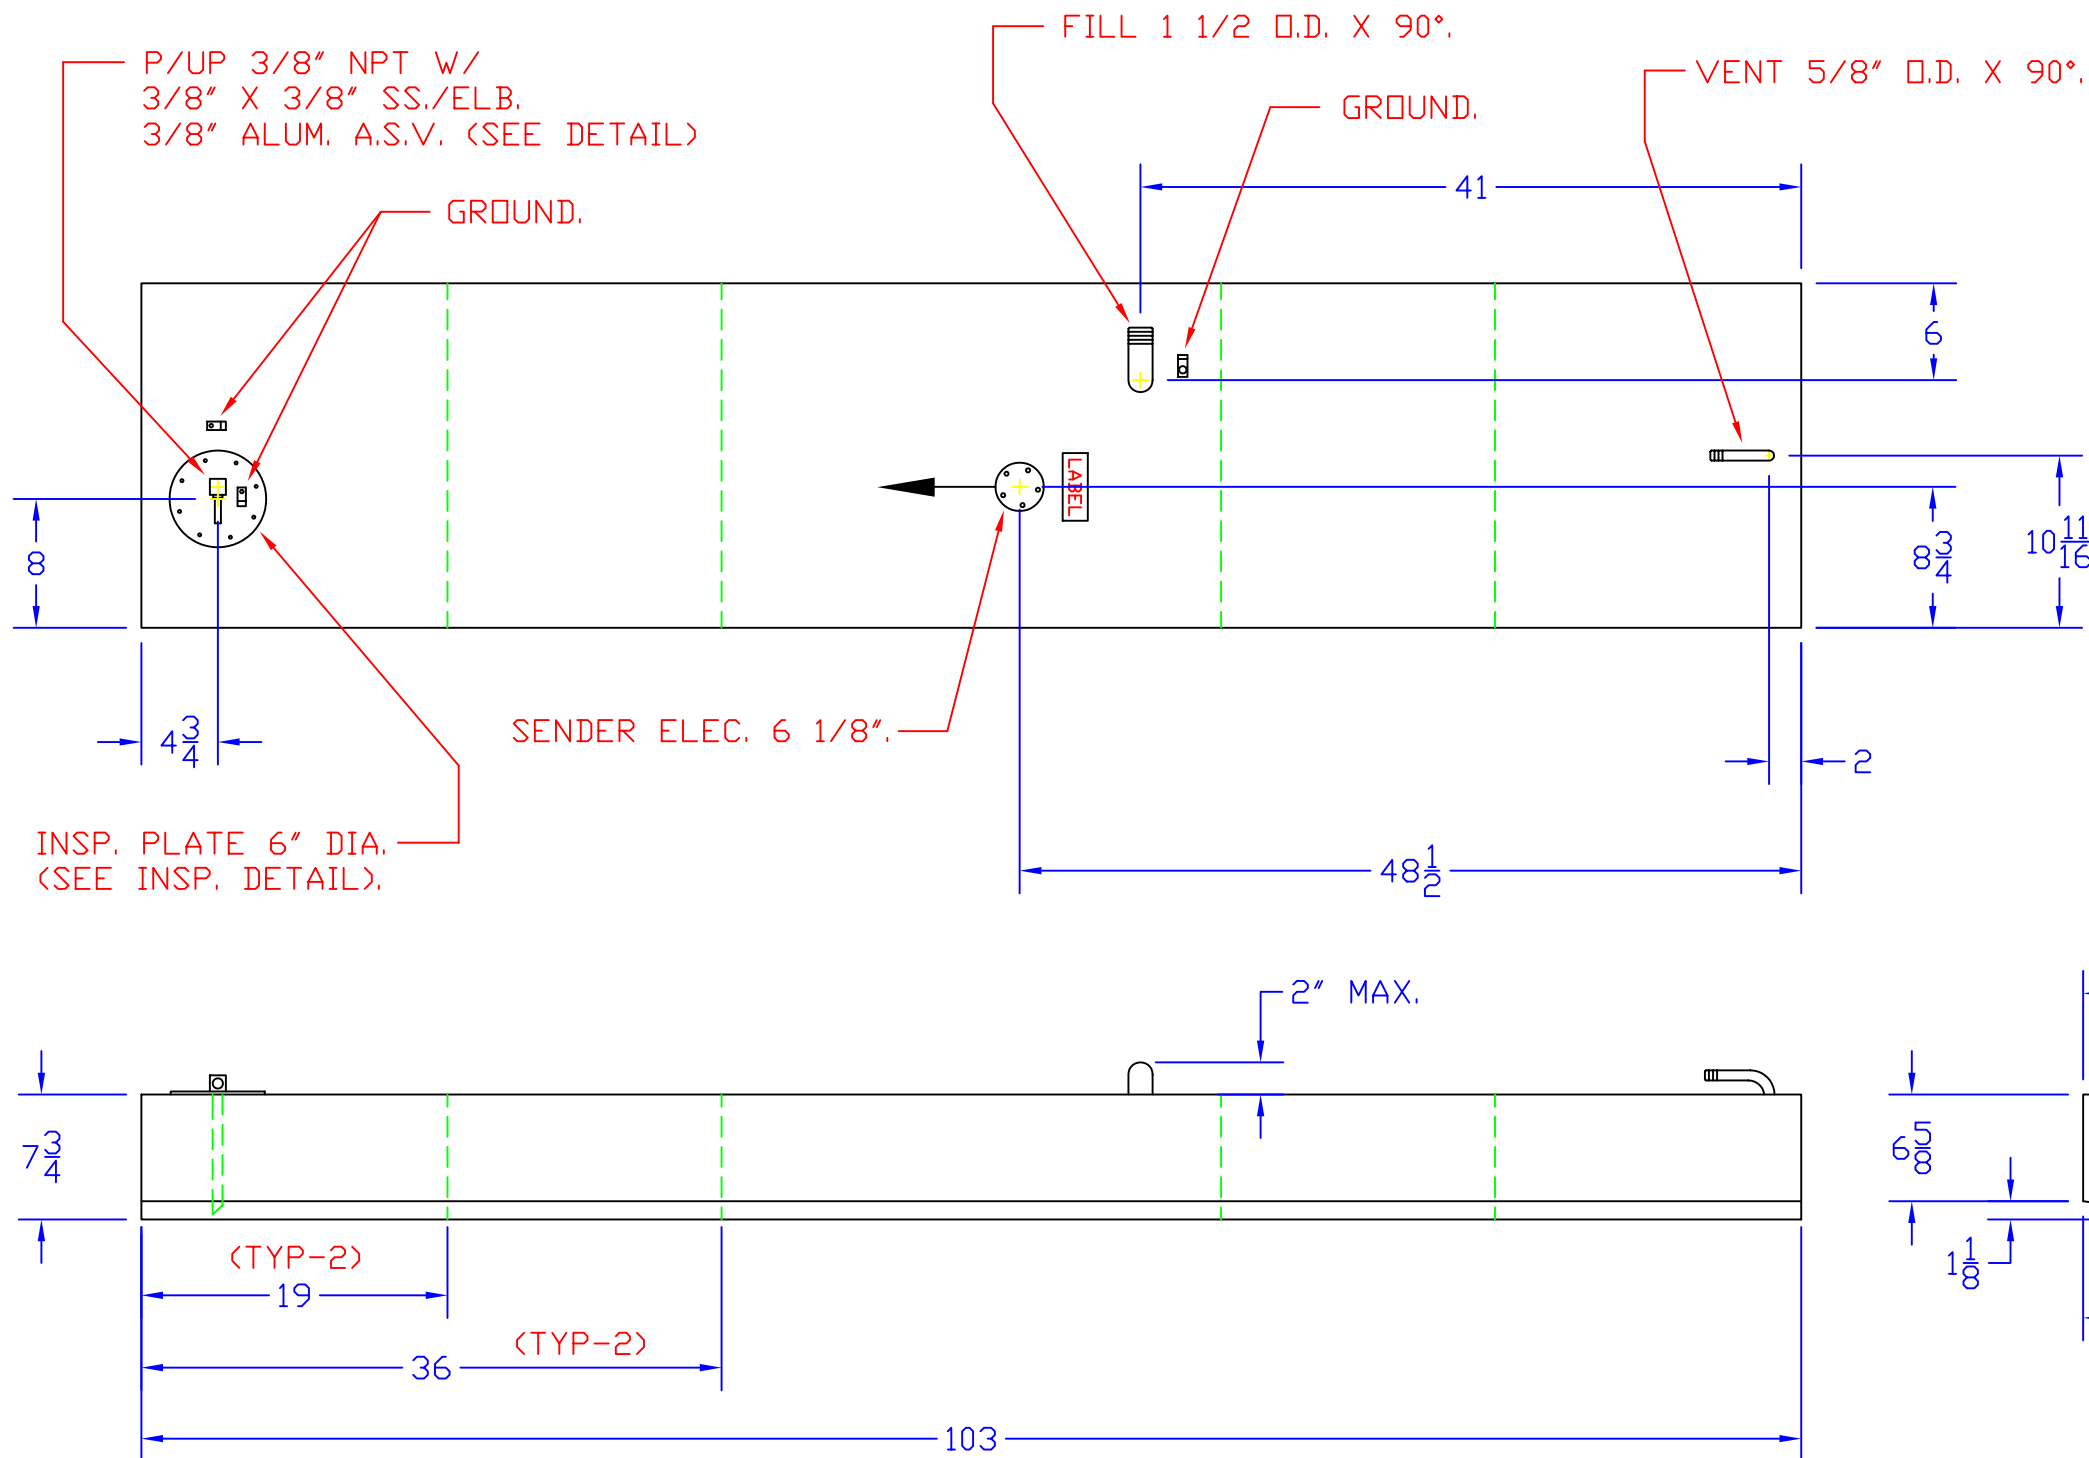 FILL 1 1/2 O.D. X 90°.
P/UP 3/8" NPT W/
3/8" X 3/8" SS./ELB.
3/8" ALUM. A.S.V. (SEE DETAIL)
VENT 5/8" O.D. X 90°.
GROUND.
41
GROUND.
6
LABEL
8
8 3/4
10 11/16
4 3/4
SENDER ELEC. 6 1/8".
2
INSP. PLATE 6" DIA.
(SEE INSP. DETAIL).
48 1/2
2" MAX.
7 3/4
6 5/8
1 1/8
(TYP-2)
19
(TYP-2)
36
103